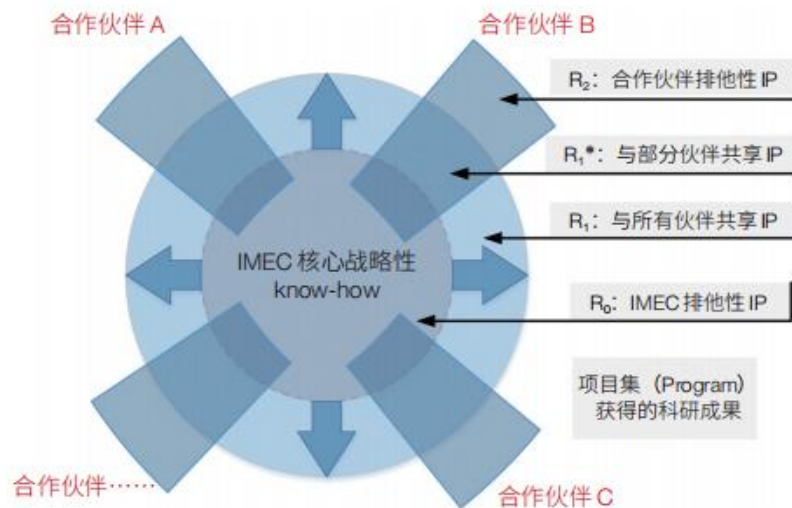 合作伙伴 A
合作伙伴 B
R₂：合作伙伴排他性 IP
R₁*：与部分伙伴共享 IP
R₁：与所有伙伴共享 IP
IMEC 核心战略性
know-how
R₀：IMEC 排他性 IP
项目集（Program）
获得的科研成果
合作伙伴……
合作伙伴 C